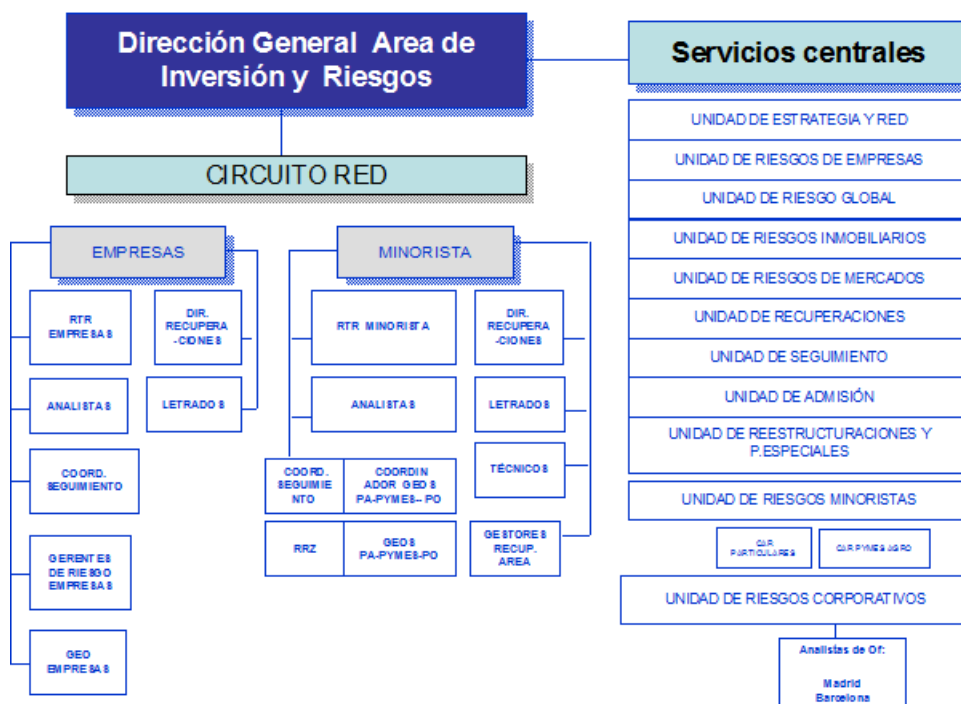 Dirección General Area de
Inversión y Riesgos
Servicios centrales
CIRCUITO RED
EMPRESAS
RTR
EMPRESAS
DIR.
RECUPERA
-CIONES
ANALISTAS
LETRADOS
COORD.
SEGUIMIENTO
GERENTES
DE RIESGO
EMPRESAS
GEO
EMPRESAS
MINORISTA
RTR MINORISTA
DIR.
RECUPERA
-CIONES
ANALISTAS
LETRADOS
COORD.
SEGUIMIE
NTO
COORDIN
ADOR GEOS
PA-PYMES-- PO
TÉCNICOS
RRZ
GEOS
PA-PYMES-PO
GESTORES
RECUP.
AREA
UNIDAD DE ESTRATEGIA Y RED
UNIDAD DE RIESGOS DE EMPRESAS
UNIDAD DE RIESGO GLOBAL
UNIDAD DE RIESGOS INMOBILIARIOS
UNIDAD DE RIESGOS DE MERCADOS
UNIDAD DE RECUPERACIONES
UNIDAD DE SEGUIMIENTO
UNIDAD DE ADMISIÓN
UNIDAD DE REESTRUCTURACIONES Y
P.ESPECIALES
UNIDAD DE RIESGOS MINORISTAS
CAR
PARTICULARES
CAR PYMES AGRO
UNIDAD DE RIESGOS CORPORATIVOS
Analistas de Of:
Madrid
Barcelona